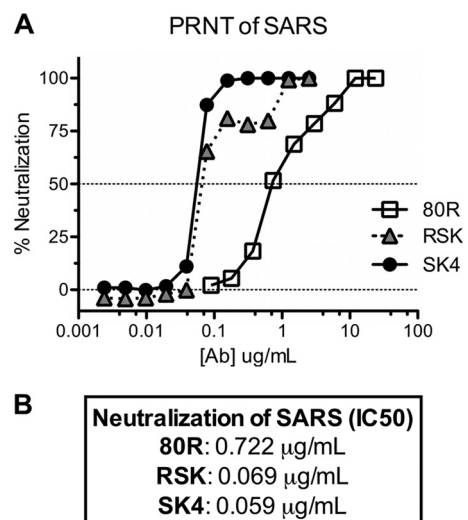 A
PRNT of SARS
% Neutralization
100
75
50
25
0
0.001 0.01 0.1 1 10 100
[Ab] ug/mL
80R
RSK
SK4
B
Neutralization of SARS (IC50)
80R: 0.722 μg/mL
RSK: 0.069 μg/mL
SK4: 0.059 μg/mL